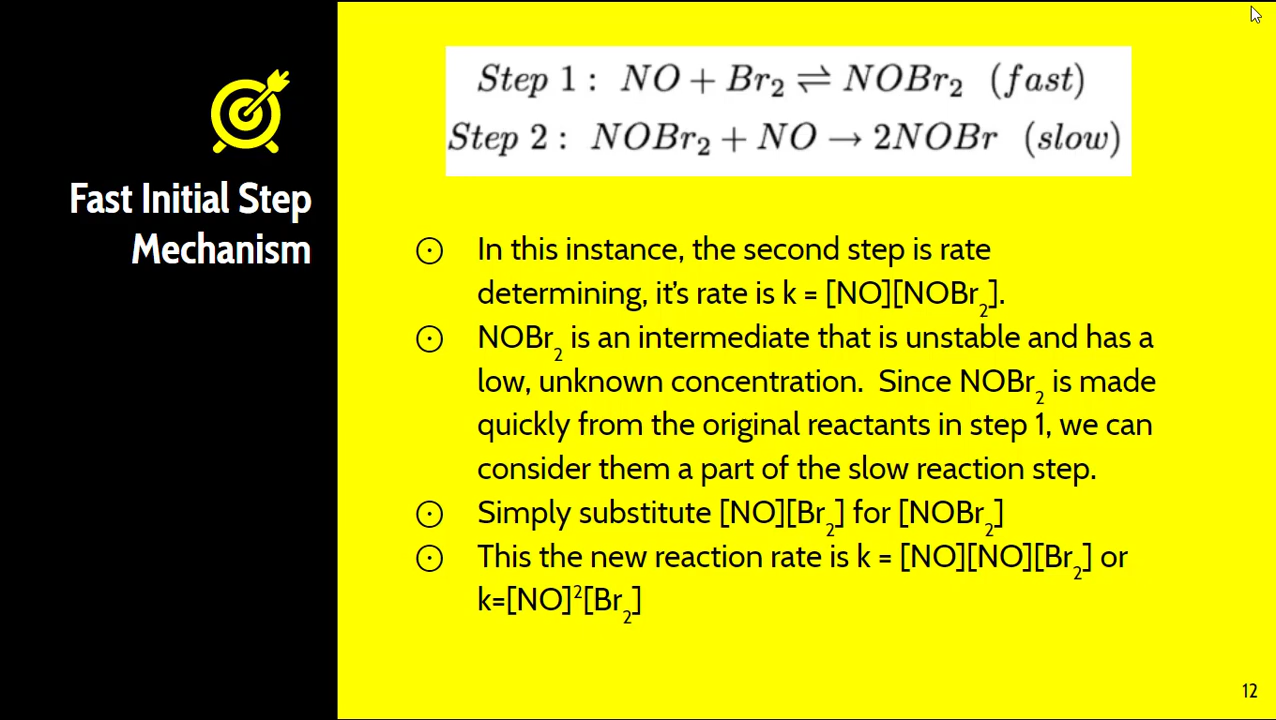 Fast Initial Step
Mechanism
Step 1 : NO + Br₂ ⇌ NOBr₂ (fast)
Step 2 : NOBr₂ + NO → 2NOBr (slow)
⊙ In this instance, the second step is rate
determining, it's rate is k = [NO][NOBr₂].
⊙ NOBr₂ is an intermediate that is unstable and has a
low, unknown concentration. Since NOBr₂ is made
quickly from the original reactants in step 1, we can
consider them a part of the slow reaction step.
⊙ Simply substitute [NO][Br₂] for [NOBr₂]
⊙ This the new reaction rate is k = [NO][NO][Br₂] or
k=[NO]²[Br₂]
12